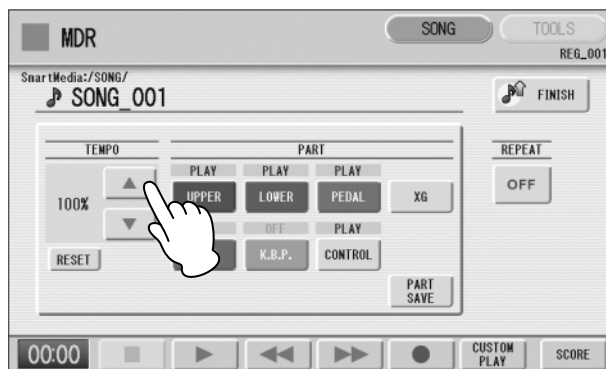 MDR
SONG
TOOLS
REG_001
SmartMedia:/SONG/
SONG_001
FINISH
TEMPO
PART
REPEAT
PLAY PLAY PLAY
100%
UPPER LOWER PEDAL XG
OFF
OFF PLAY
K.B.P. CONTROL
RESET
PART
SAVE
00:00
CUSTOM
PLAY
SCORE